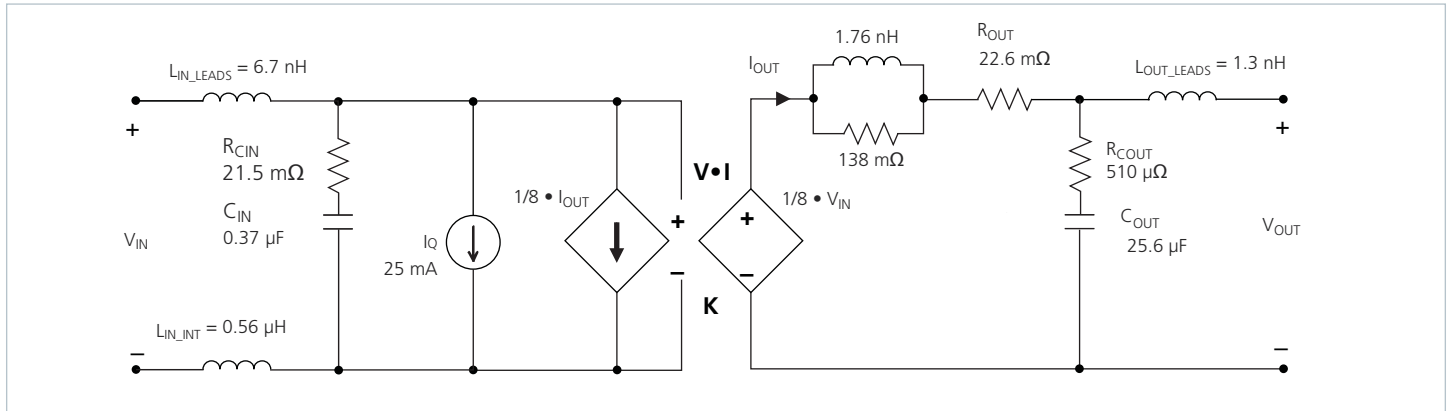 L_IN_LEADS = 6.7 nH
+
R_CIN
21.5 mΩ
C_IN
0.37 µF
V_IN
I_Q
25 mA
1/8 • I_OUT
L_IN_INT = 0.56 µH
–
+
–
V•I
K
+
–
1/8 • V_IN
I_OUT
1.76 nH
138 mΩ
R_OUT
22.6 mΩ
L_OUT_LEADS = 1.3 nH
+
R_COUT
510 µΩ
C_OUT
25.6 µF
V_OUT
–